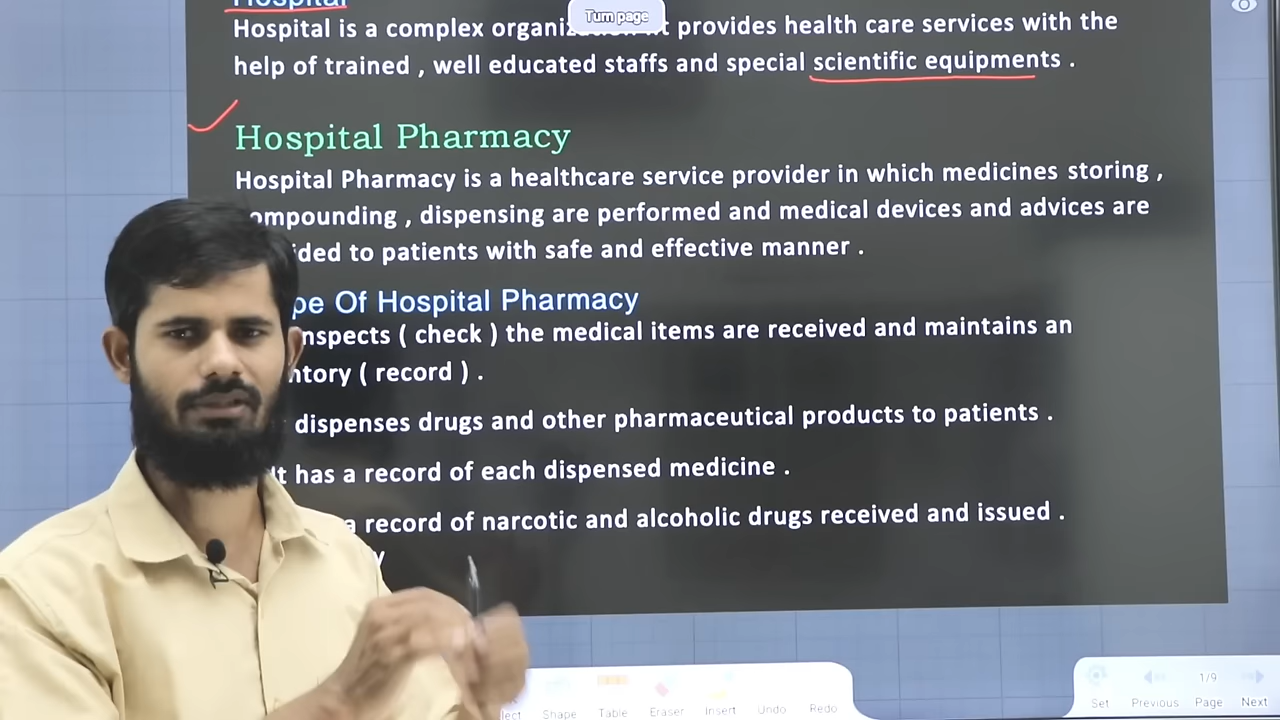 Hospital
Turn page
Hospital is a complex provides health care services with the
help of trained , well educated staffs and special scientific equipments .
Hospital Pharmacy
Hospital Pharmacy is a healthcare service provider in which medicines storing ,
ompounding , dispensing are performed and medical devices and advices are
ided to patients with safe and effective manner .
pe Of Hospital Pharmacy
nspects ( check ) the medical items are received and maintains an
ntory ( record ) .
dispenses drugs and other pharmaceutical products to patients .
It has a record of each dispensed medicine .
a record of narcotic and alcoholic drugs received and issued .
y
lect Shape Table Eraser Insert Undo Redo
1/9
Set Previous Page Next